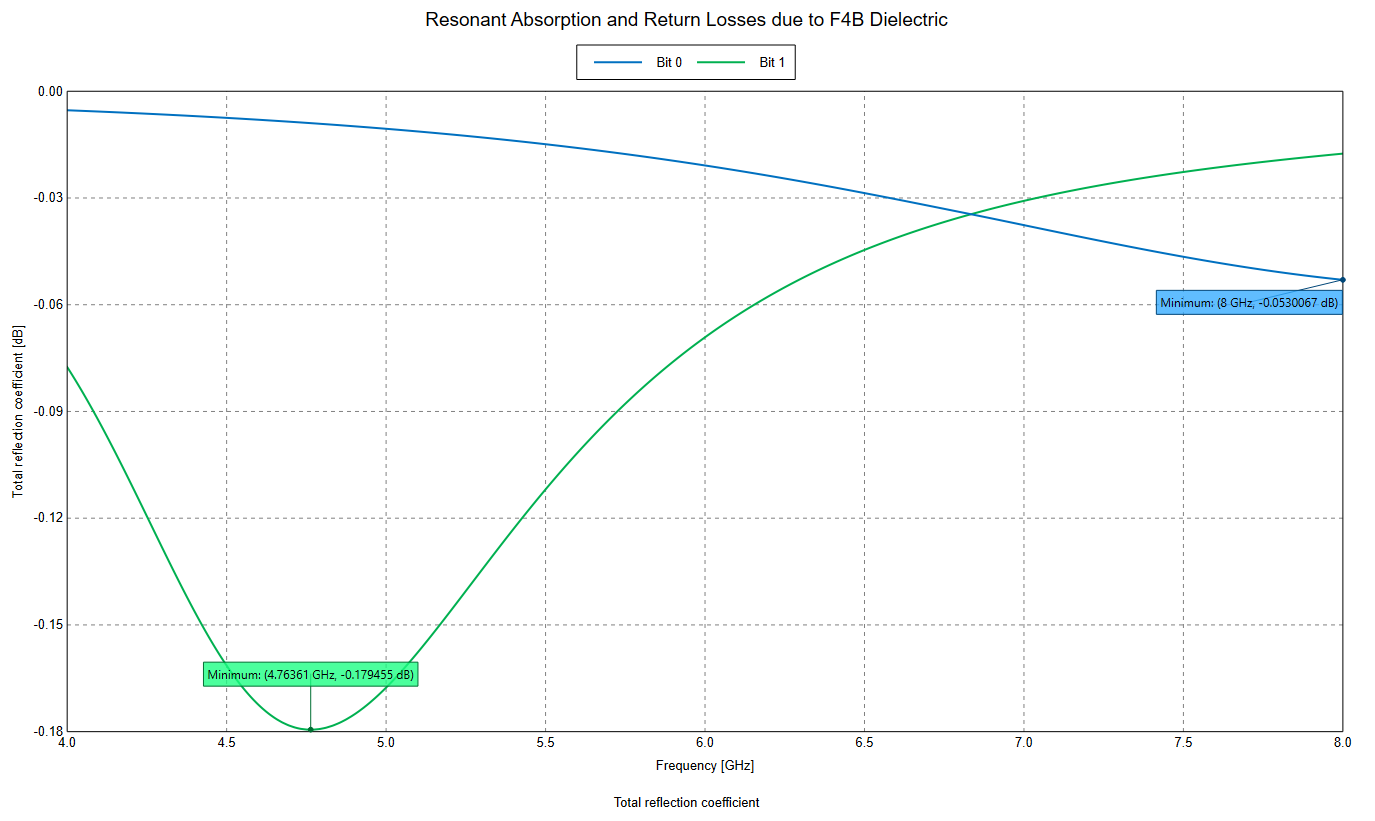 Resonant Absorption and Return Losses due to F4B Dielectric
Bit 0 Bit 1
0.00
-0.03
-0.06
-0.09
-0.12
-0.15
-0.18
Total reflection coefficient [dB]
Minimum: (8 GHz, -0.0530067 dB)
Minimum: (4.76361 GHz, -0.179455 dB)
4.0 4.5 5.0 5.5 6.0 6.5 7.0 7.5 8.0
Frequency [GHz]
Total reflection coefficient